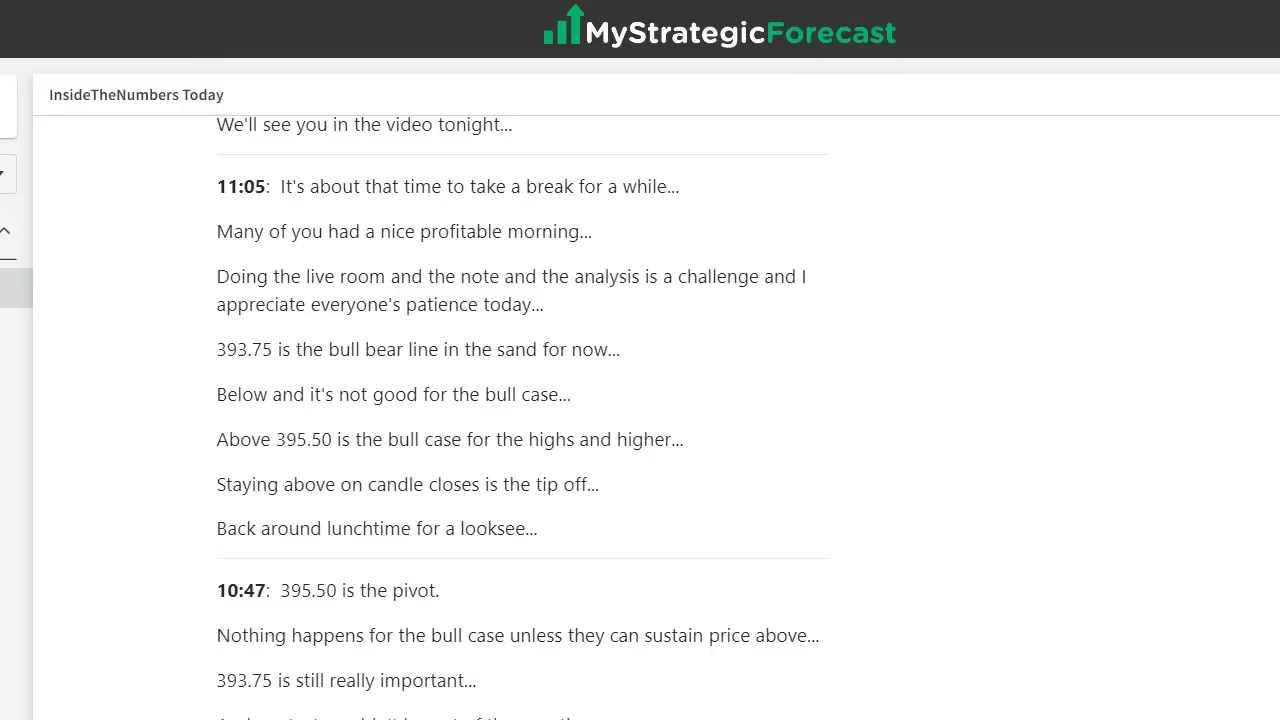 MyStrategicForecast
InsideTheNumbers Today
We'll see you in the video tonight...
11:05:  It's about that time to take a break for a while...
Many of you had a nice profitable morning...
Doing the live room and the note and the analysis is a challenge and I
appreciate everyone's patience today...
393.75 is the bull bear line in the sand for now...
Below and it's not good for the bull case...
Above 395.50 is the bull case for the highs and higher...
Staying above on candle closes is the tip off...
Back around lunchtime for a looksee...
10:47:  395.50 is the pivot.
Nothing happens for the bull case unless they can sustain price above...
393.75 is still really important...